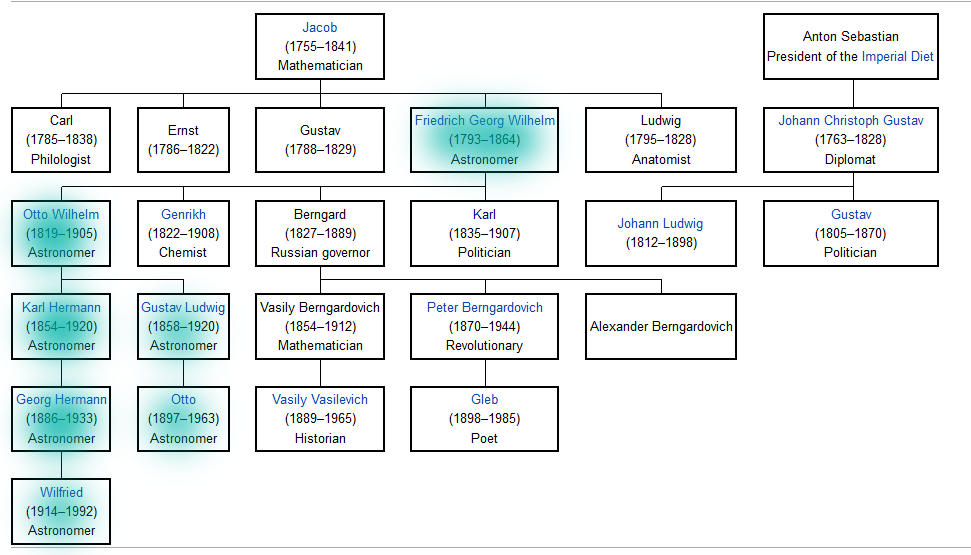 Jacob
(1755–1841)
Mathematician
Anton Sebastian
President of the Imperial Diet
Carl
(1785–1838)
Philologist
Ernst
(1786–1822)
Gustav
(1788–1829)
Friedrich Georg Wilhelm
(1793–1864)
Astronomer
Ludwig
(1795–1828)
Anatomist
Johann Christoph Gustav
(1763–1828)
Diplomat
Otto Wilhelm
(1819–1905)
Astronomer
Genrikh
(1822–1908)
Chemist
Berngard
(1827–1889)
Russian governor
Karl
(1835–1907)
Politician
Johann Ludwig
(1812–1898)
Gustav
(1805–1870)
Politician
Karl Hermann
(1854–1920)
Astronomer
Gustav Ludwig
(1858–1920)
Astronomer
Vasily Berngardovich
(1854–1912)
Mathematician
Peter Berngardovich
(1870–1944)
Revolutionary
Alexander Berngardovich
Georg Hermann
(1886–1933)
Astronomer
Otto
(1897–1963)
Astronomer
Vasily Vasilevich
(1889–1965)
Historian
Gleb
(1898–1985)
Poet
Wilfried
(1914–1992)
Astronomer